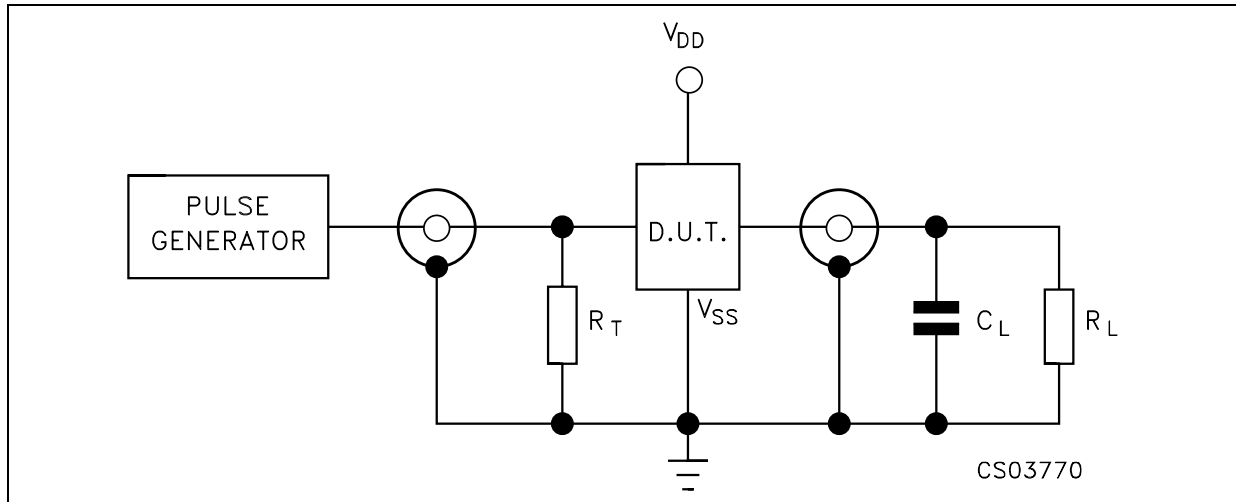 VDD
PULSE
GENERATOR
D.U.T.
VSS
RT
CL
RL
CS03770